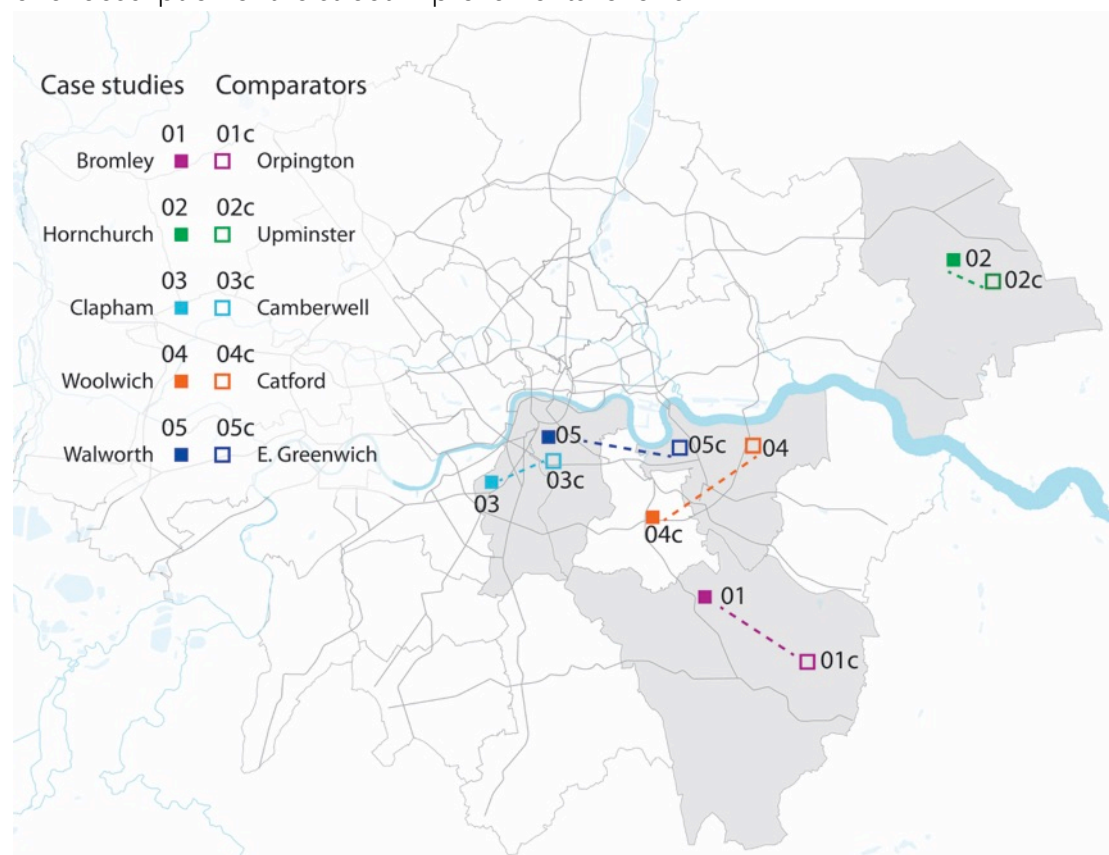 Case studies Comparators
01 01c
Bromley Orpington
02 02c
Hornchurch Upminster
03 03c
Clapham Camberwell
04 04c
Woolwich Catford
05 05c
Walworth E. Greenwich
02
02c
05
05c
04
03c
03
04c
01
01c